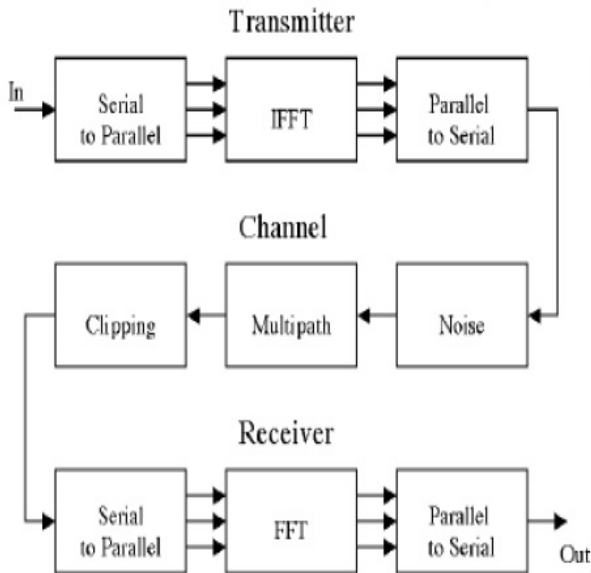 Transmitter
In
Serial
to Parallel
IFFT
Parallel
to Serial
Channel
Clipping
Multipath
Noise
Receiver
Serial
to Parallel
FFT
Parallel
to Serial
Out